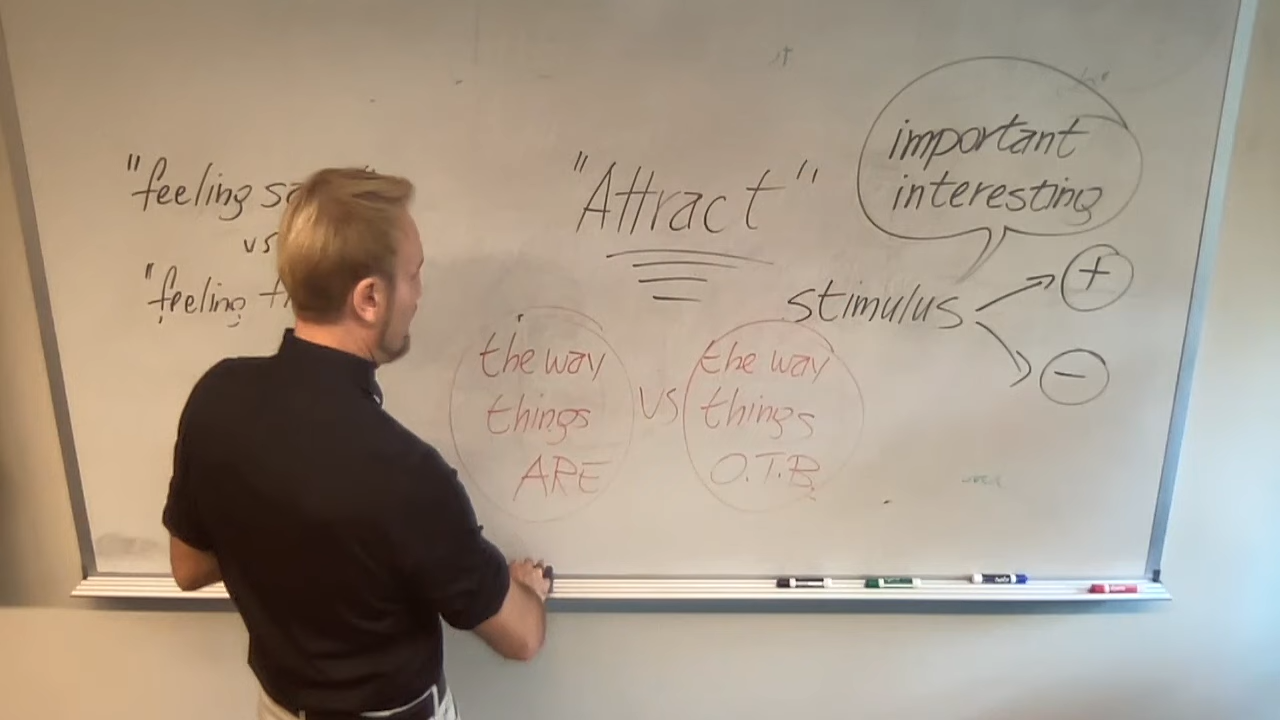 "feeling
vs
"feeling
"Attract"
important
interesting
stimulus
+
-
the way
things
ARE
VS
the way
things
O.T.B.